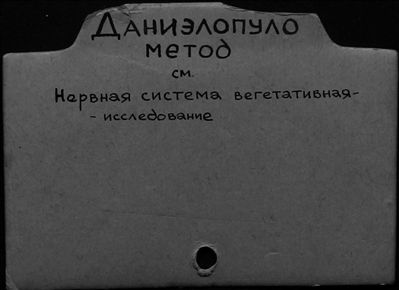 Даниэлопуло
метод
см.
Нервная система вегетативная-
- исследование